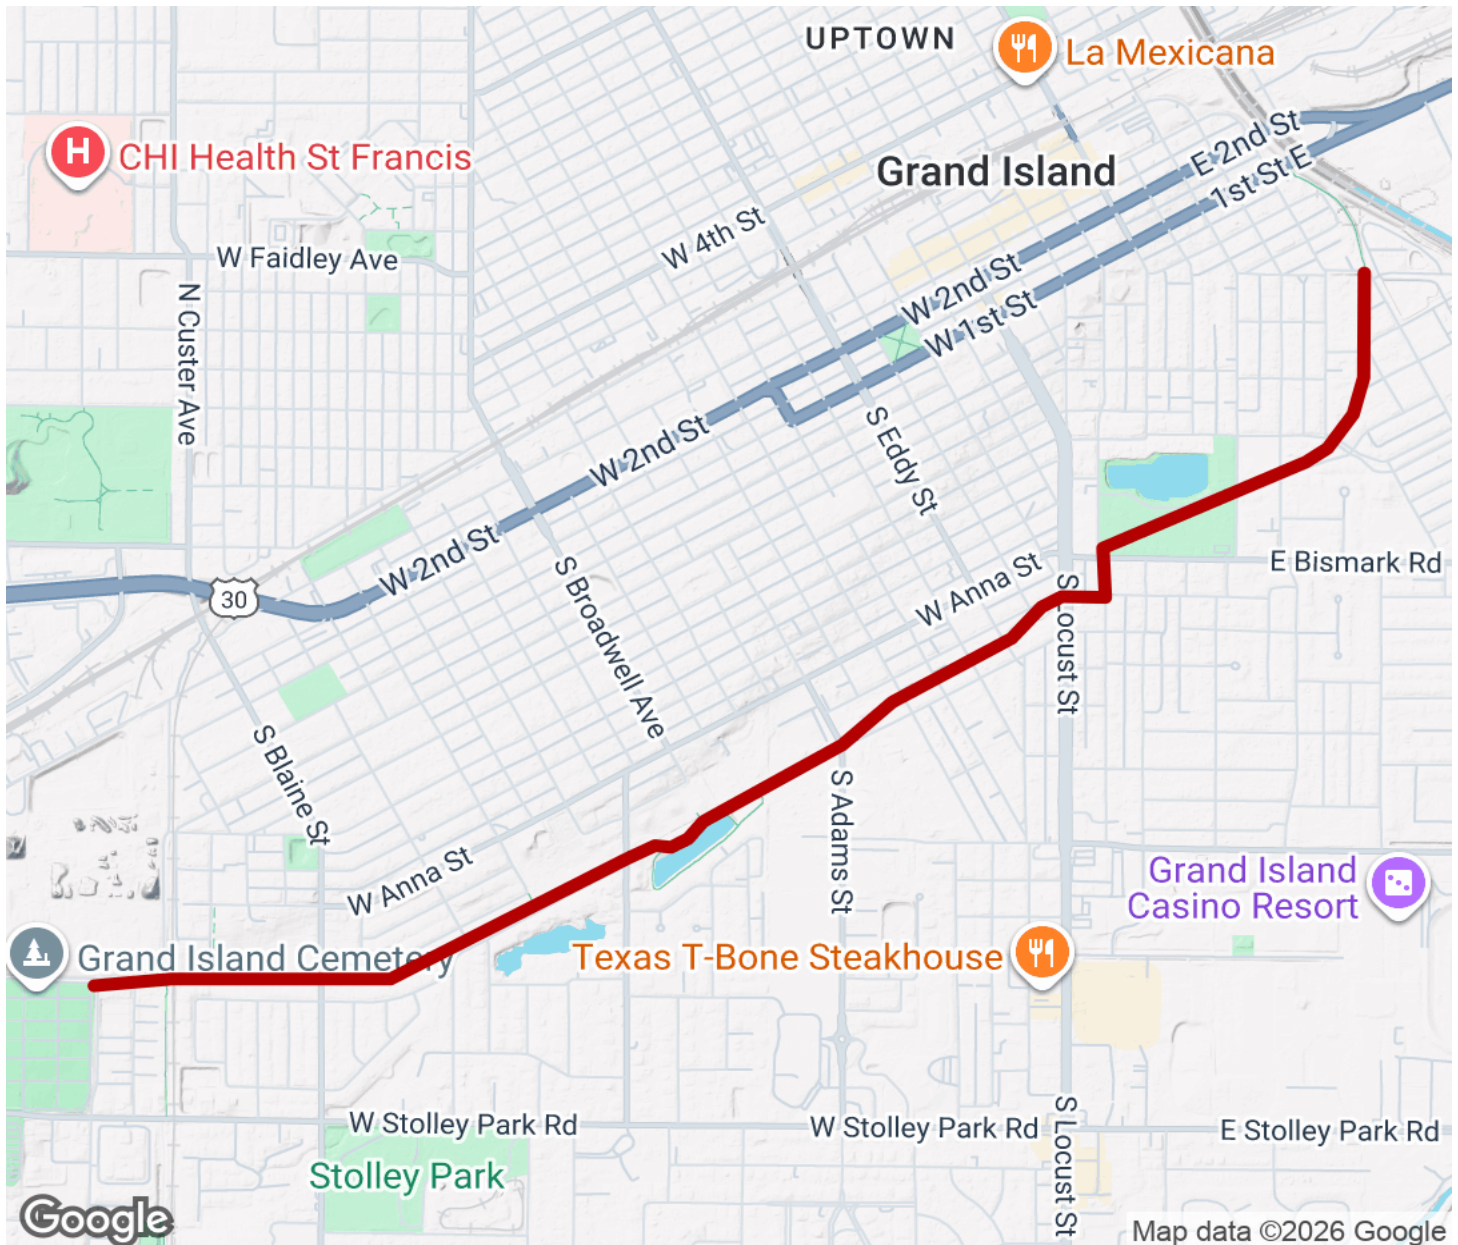 UPTOWN
La Mexicana
CHI Health St Francis
Grand Island
E 2nd St
1st St E
W 4th St
W Faidley Ave
N Custer Ave
W 2nd St
W 1st St
W 2nd St
S Eddy St
W 2nd St
W Anna St
E Bismark Rd
30
S Broadwell Ave
S Locust St
S Blaine St
S Adams St
W Anna St
Grand Island
Casino Resort
Grand Island Cemetery
Texas T-Bone Steakhouse
W Stolley Park Rd
W Stolley Park Rd
S Locust St
E Stolley Park Rd
Stolley Park
Google
Map data ©2026 Google